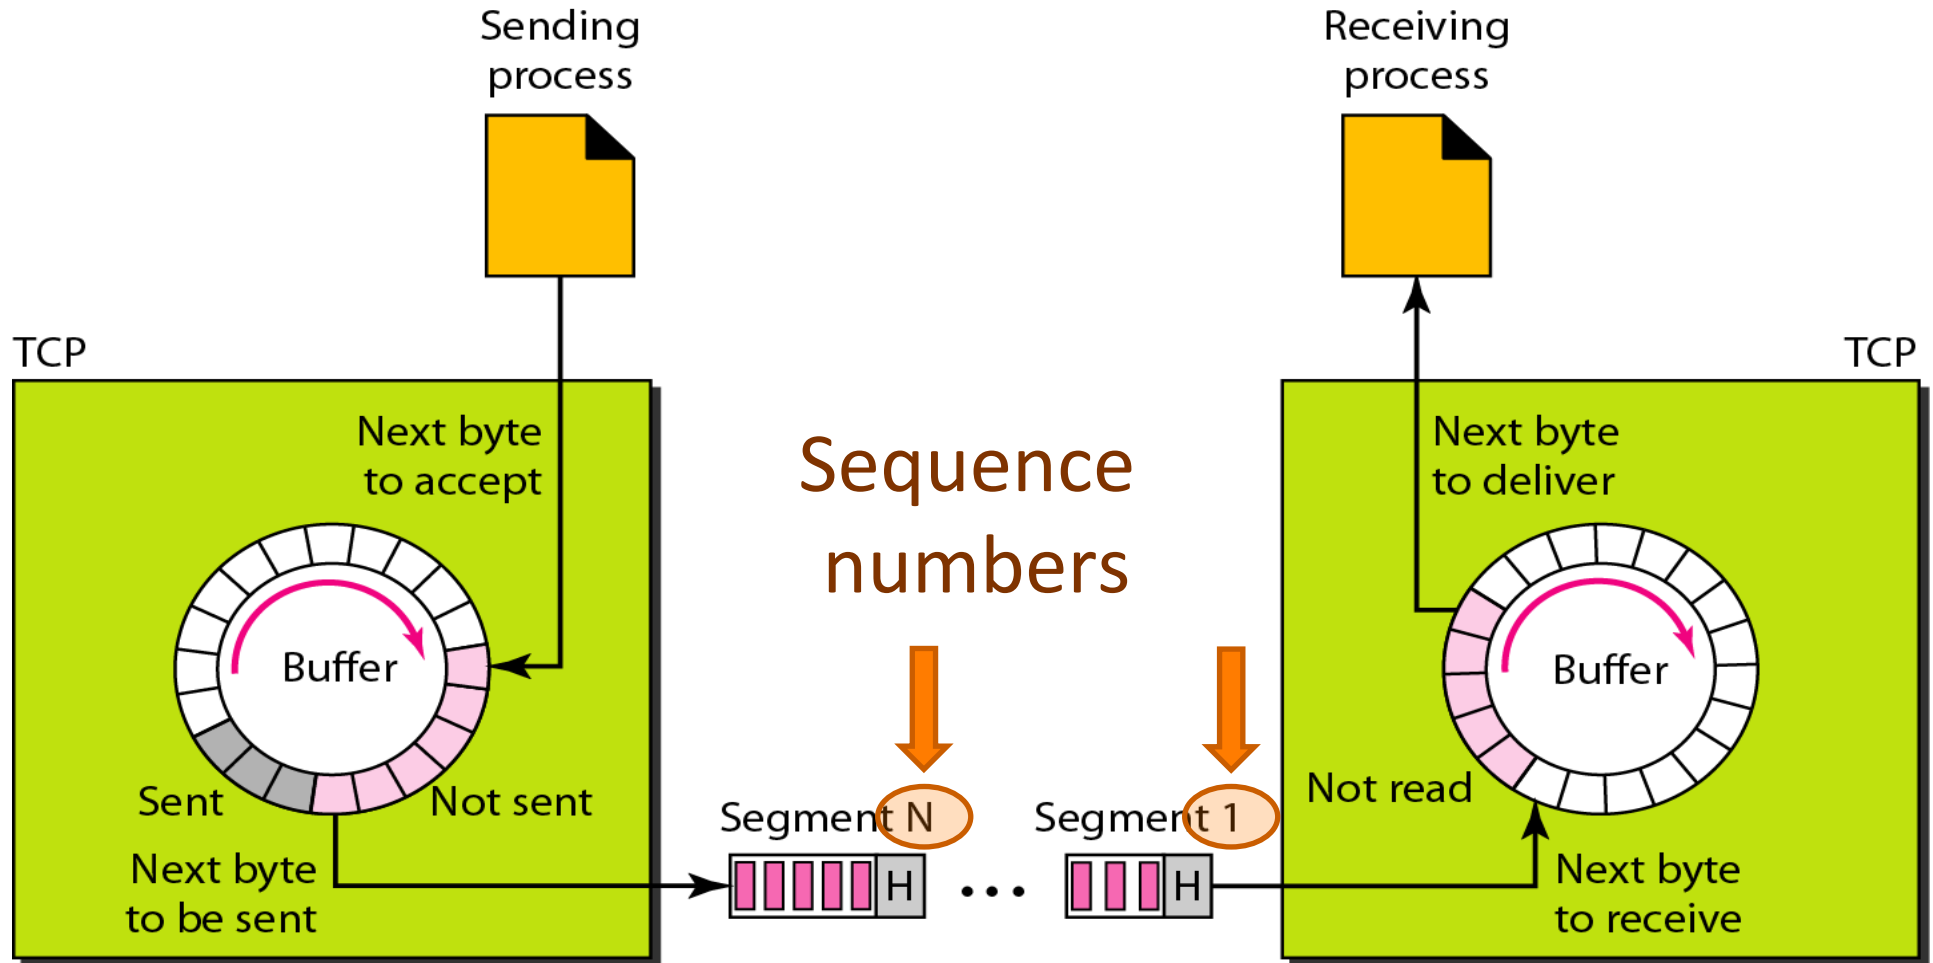 Sending
process
Receiving
process
TCP
TCP
Next byte
to accept
Sequence
numbers
Next byte
to deliver
Buffer
Buffer
Sent
Not sent
Not read
Segment N
Segment 1
Next byte
to be sent
H
...
H
Next byte
to receive